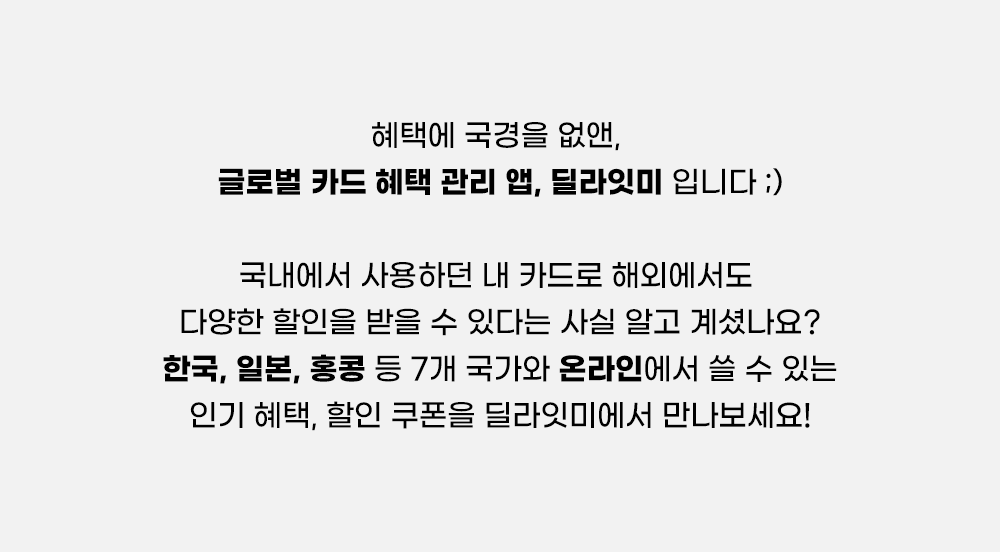 혜택에 국경을 없앤,
글로벌 카드 혜택 관리 앱, 딜라잇미 입니다 ;)
국내에서 사용하던 내 카드로 해외에서도
다양한 할인을 받을 수 있다는 사실 알고 계셨나요?
한국, 일본, 홍콩 등 7개 국가와 온라인에서 쓸 수 있는
인기 혜택, 할인 쿠폰을 딜라잇미에서 만나보세요!